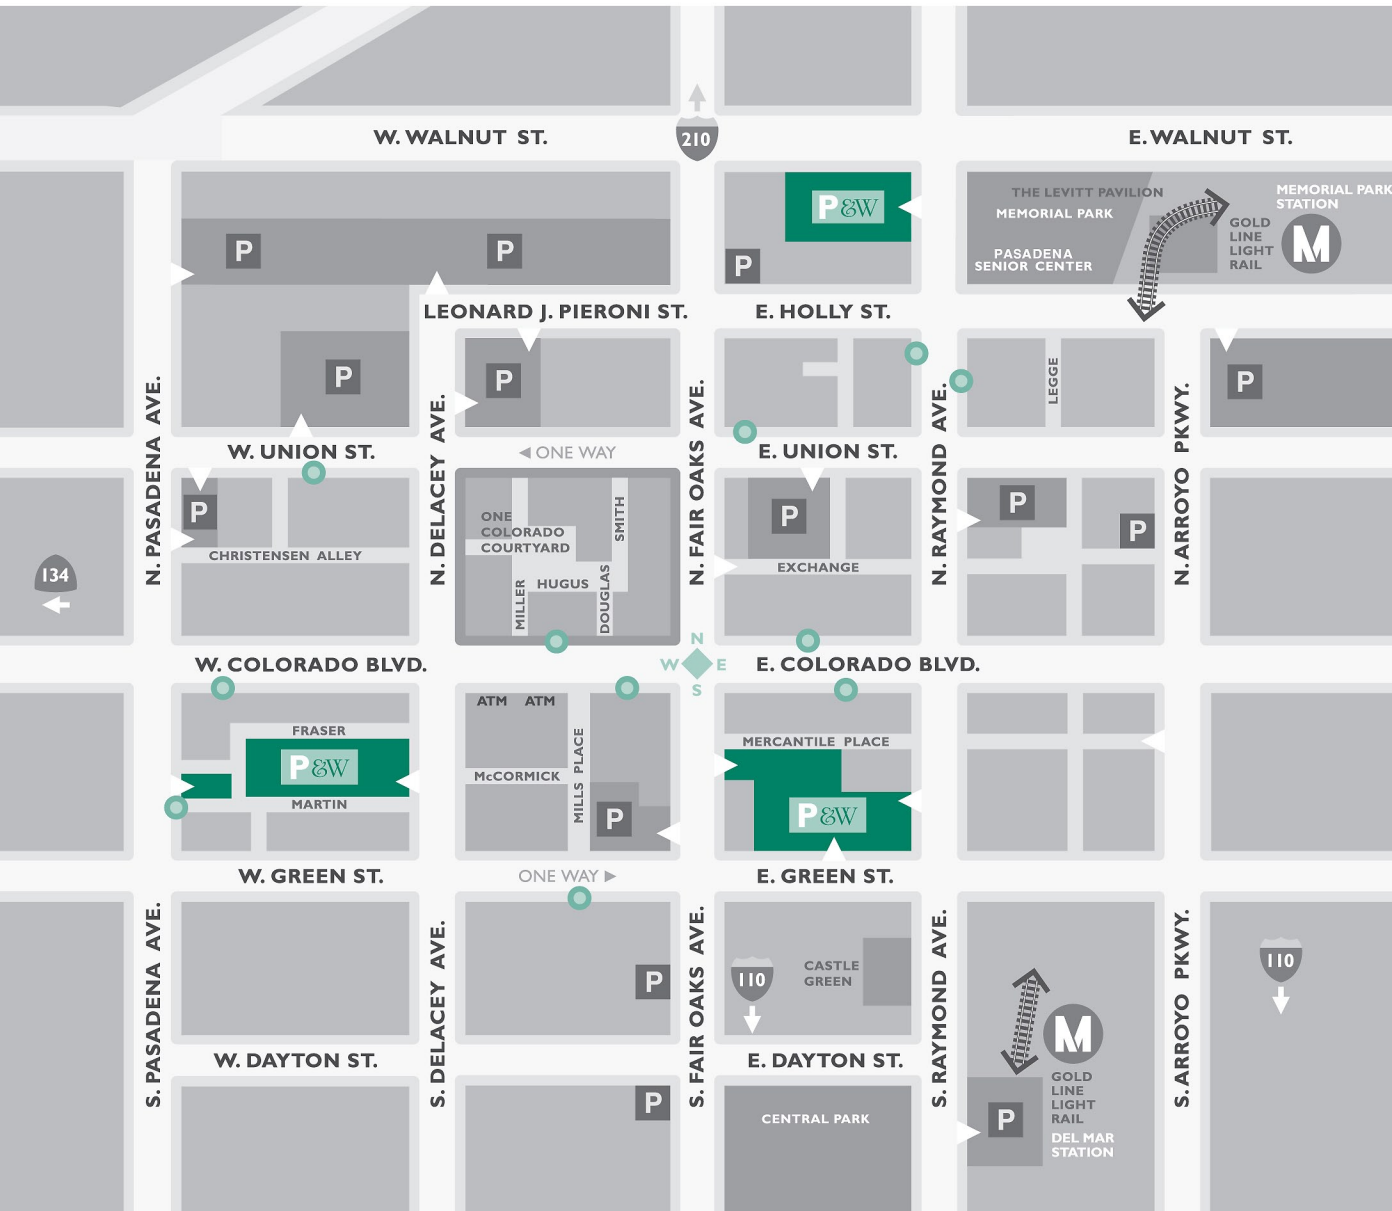 W. WALNUT ST.
210
E. WALNUT ST.
P &W
THE LEVITT PAVILION
MEMORIAL PARK
PASADENA
SENIOR CENTER
MEMORIAL PARK
STATION
GOLD
LINE
LIGHT
RAIL
M
P
P
P
LEONARD J. PIERONI ST.
E. HOLLY ST.
P
P
LEGGE
P
N. PASADENA AVE.
N. DELACEY AVE.
N. FAIR OAKS AVE.
N. RAYMOND AVE.
N. ARROYO PKWY.
W. UNION ST.
◀ ONE WAY
E. UNION ST.
P
CHRISTENSEN ALLEY
ONE
COLORADO
COURTYARD
SMITH
HUGUS
MILLER
DOUGLAS
P
EXCHANGE
P
P
134
N
W
E
S
W. COLORADO BLVD.
E. COLORADO BLVD.
FRASER
P &W
MARTIN
ATM ATM
McCORMICK
MILLS PLACE
P
MERCANTILE PLACE
P &W
W. GREEN ST.
ONE WAY ▶
E. GREEN ST.
S. PASADENA AVE.
S. DELACEY AVE.
S. FAIR OAKS AVE.
S. RAYMOND AVE.
S. ARROYO PKWY.
P
110
CASTLE
GREEN
110
M
W. DAYTON ST.
E. DAYTON ST.
P
CENTRAL PARK
P
GOLD
LINE
LIGHT
RAIL
DEL MAR
STATION